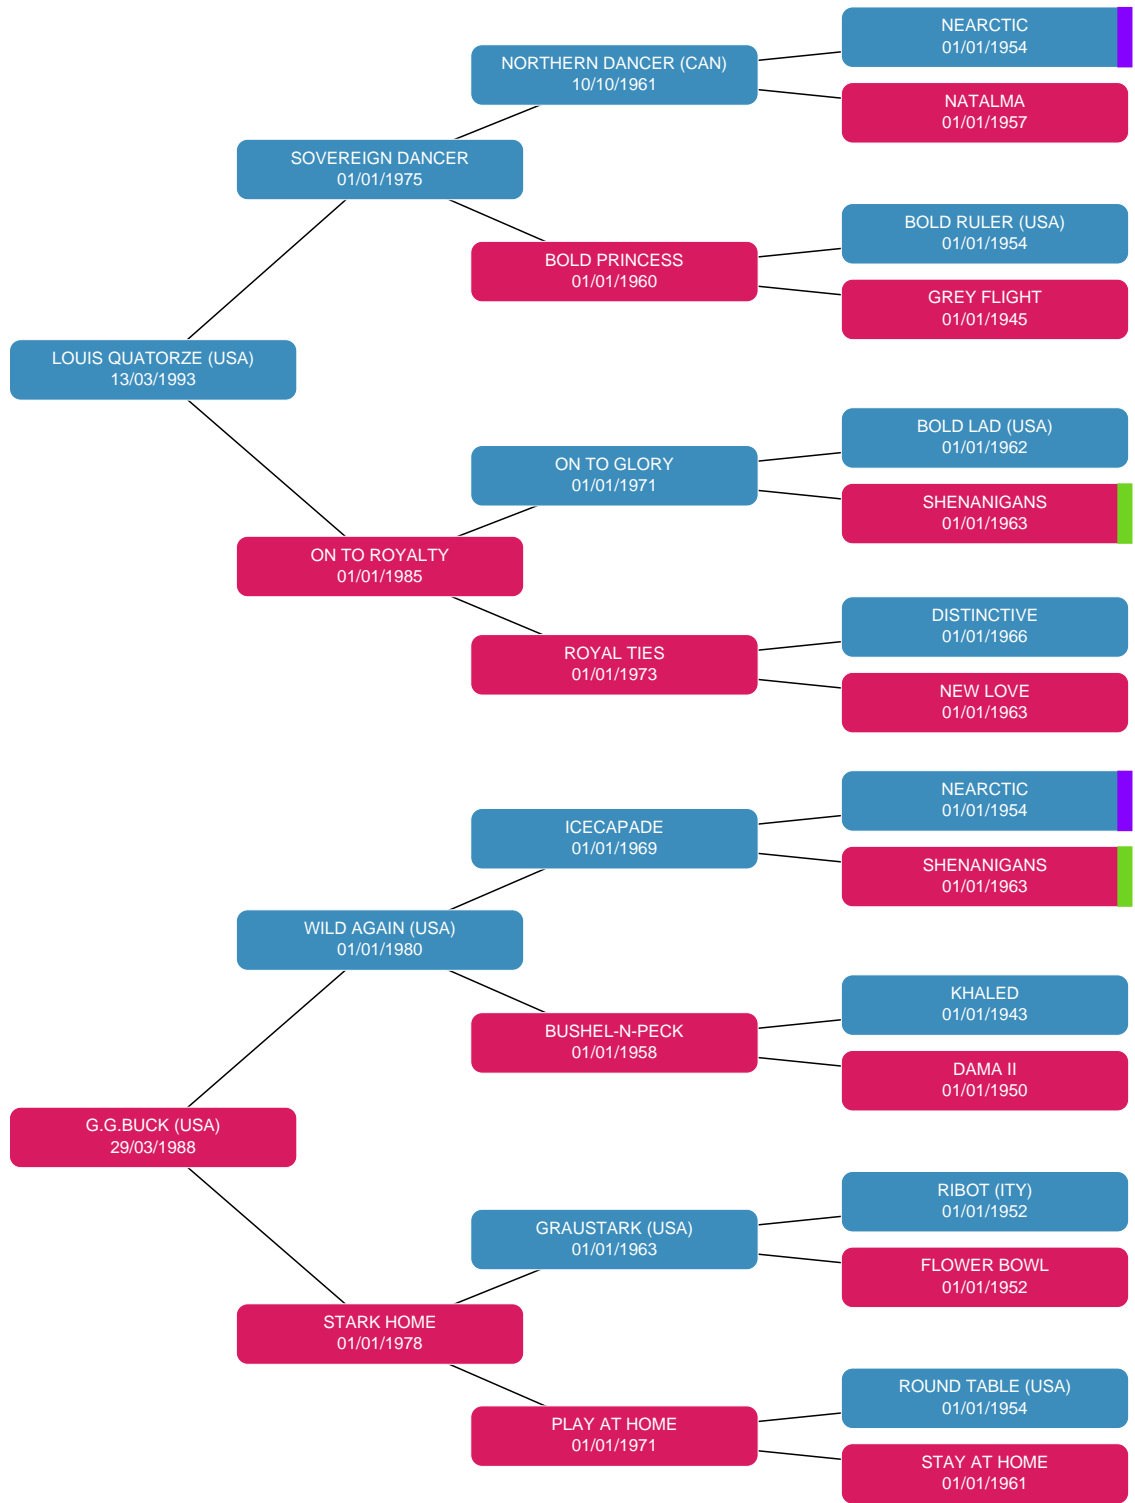 NEARCTIC
01/01/1954
NORTHERN DANCER (CAN)
10/10/1961
NATALMA
01/01/1957
SOVEREIGN DANCER
01/01/1975
BOLD RULER (USA)
01/01/1954
BOLD PRINCESS
01/01/1960
GREY FLIGHT
01/01/1945
LOUIS QUATORZE (USA)
13/03/1993
BOLD LAD (USA)
01/01/1962
ON TO GLORY
01/01/1971
SHENANIGANS
01/01/1963
ON TO ROYALTY
01/01/1985
DISTINCTIVE
01/01/1966
ROYAL TIES
01/01/1973
NEW LOVE
01/01/1963
NEARCTIC
01/01/1954
ICECAPADE
01/01/1969
SHENANIGANS
01/01/1963
WILD AGAIN (USA)
01/01/1980
KHALED
01/01/1943
BUSHEL-N-PECK
01/01/1958
DAMA II
01/01/1950
G.G.BUCK (USA)
29/03/1988
RIBOT (ITY)
01/01/1952
GRAUSTARK (USA)
01/01/1963
FLOWER BOWL
01/01/1952
STARK HOME
01/01/1978
ROUND TABLE (USA)
01/01/1954
PLAY AT HOME
01/01/1971
STAY AT HOME
01/01/1961